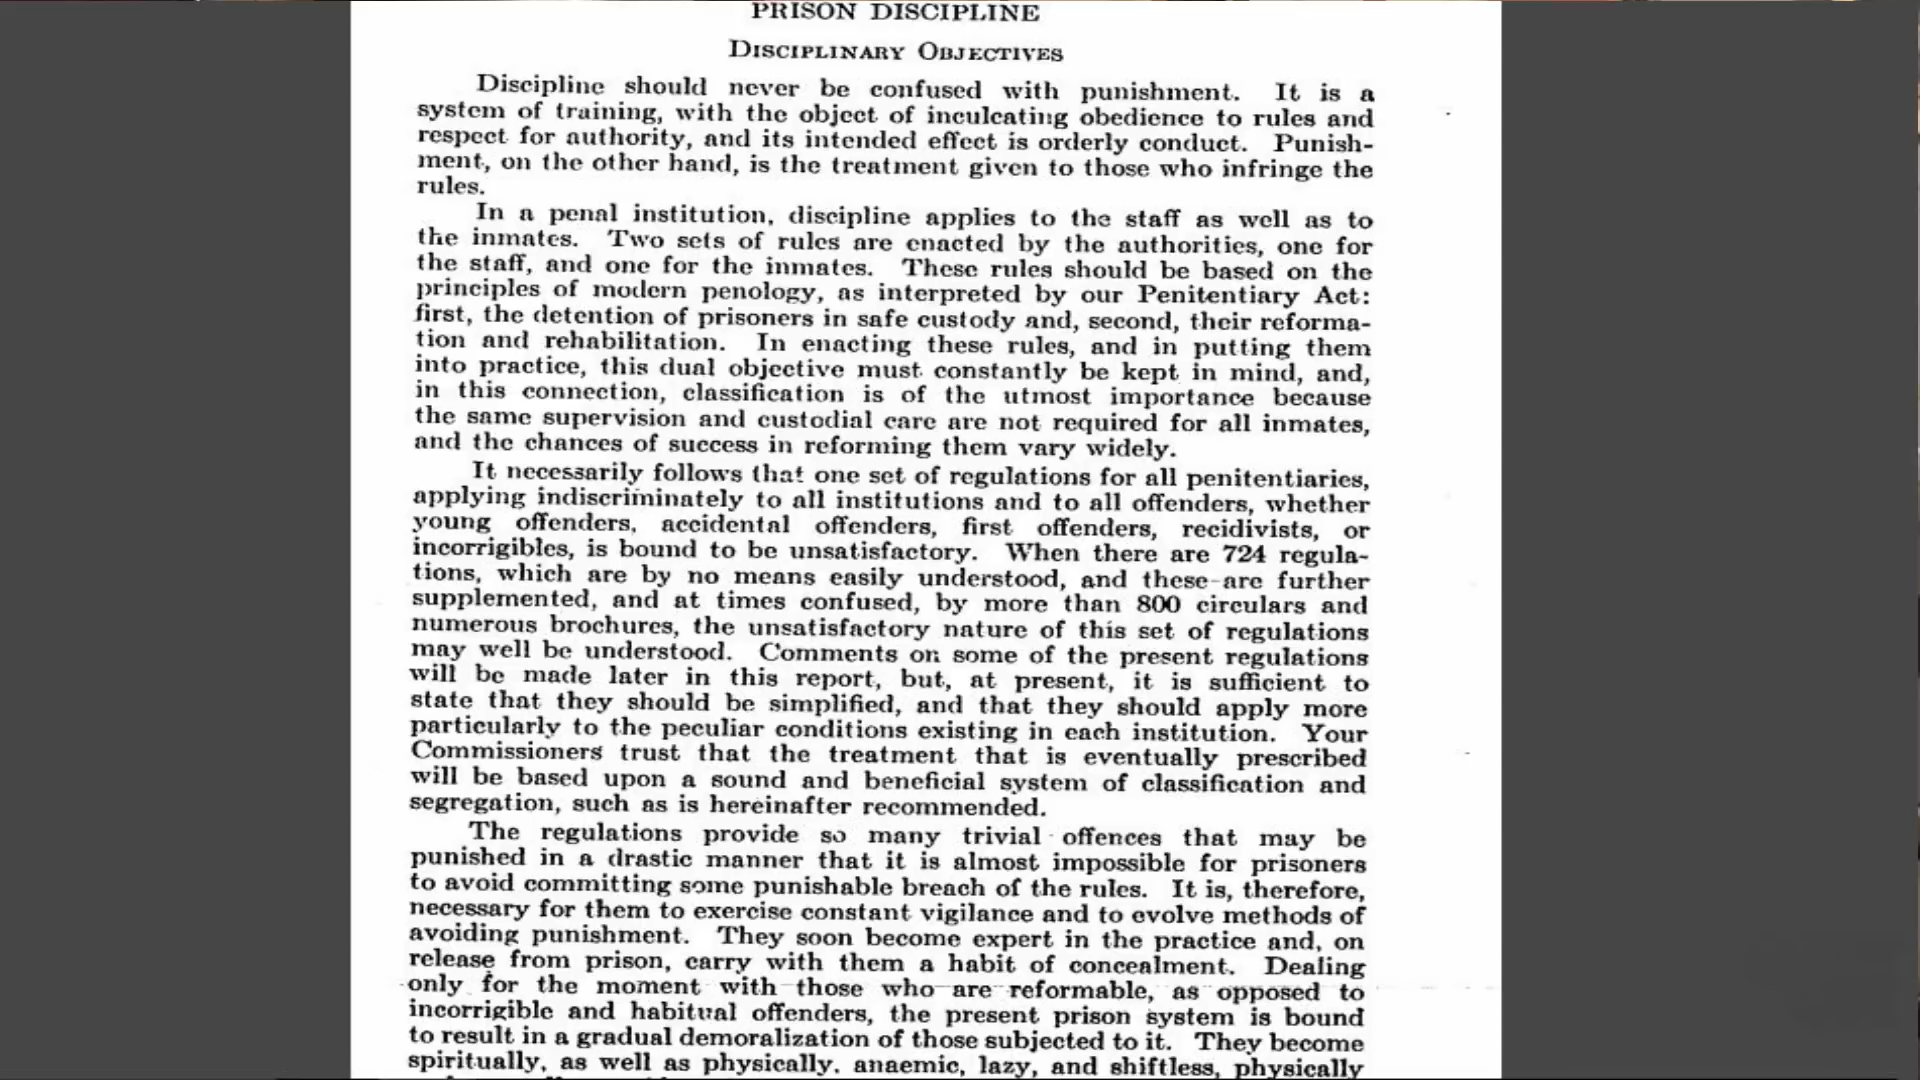 PRISON DISCIPLINE
DISCIPLINARY OBJECTIVES
Discipline should never be confused with punishment. It is a
system of training, with the object of inculcating obedience to rules and
respect for authority, and its intended effect is orderly conduct. Punish-
ment, on the other hand, is the treatment given to those who infringe the
rules.
In a penal institution, discipline applies to the staff as well as to
the inmates. Two sets of rules are enacted by the authorities, one for
the staff, and one for the inmates. These rules should be based on the
principles of modern penology, as interpreted by our Penitentiary Act:
first, the detention of prisoners in safe custody and, second, their reforma-
tion and rehabilitation. In enacting these rules, and in putting them
into practice, this dual objective must constantly be kept in mind, and,
in this connection, classification is of the utmost importance because
the same supervision and custodial care are not required for all inmates,
and the chances of success in reforming them vary widely.
It necessarily follows that one set of regulations for all penitentiaries,
applying indiscriminately to all institutions and to all offenders, whether
young offenders, accidental offenders, first offenders, recidivists, or
incorrigibles, is bound to be unsatisfactory. When there are 724 regula-
tions, which are by no means easily understood, and these are further
supplemented, and at times confused, by more than 800 circulars and
numerous brochures, the unsatisfactory nature of this set of regulations
may well be understood. Comments on some of the present regulations
will be made later in this report, but, at present, it is sufficient to
state that they should be simplified, and that they should apply more
particularly to the peculiar conditions existing in each institution. Your
Commissioners trust that the treatment that is eventually prescribed
will be based upon a sound and beneficial system of classification and
segregation, such as is hereinafter recommended.
The regulations provide so many trivial offences that may be
punished in a drastic manner that it is almost impossible for prisoners
to avoid committing some punishable breach of the rules. It is, therefore,
necessary for them to exercise constant vigilance and to evolve methods of
avoiding punishment. They soon become expert in the practice and, on
release from prison, carry with them a habit of concealment. Dealing
only for the moment with those who are reformable, as opposed to
incorrigible and habitual offenders, the present prison system is bound
to result in a gradual demoralization of those subjected to it. They become
spiritually, as well as physically, anaemic, lazy, and shiftless, physically